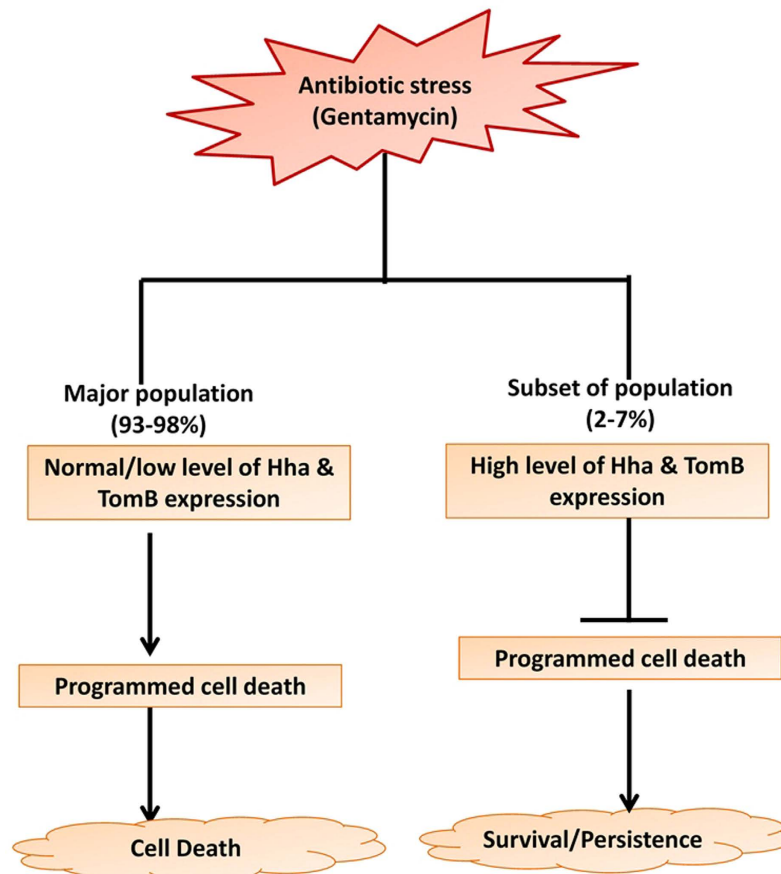 Antibiotic stress
(Gentamycin)
Major population
(93-98%)
Normal/low level of Hha &
TomB expression
Programmed cell death
Cell Death
Subset of population
(2-7%)
High level of Hha & TomB
expression
Programmed cell death
Survival/Persistence